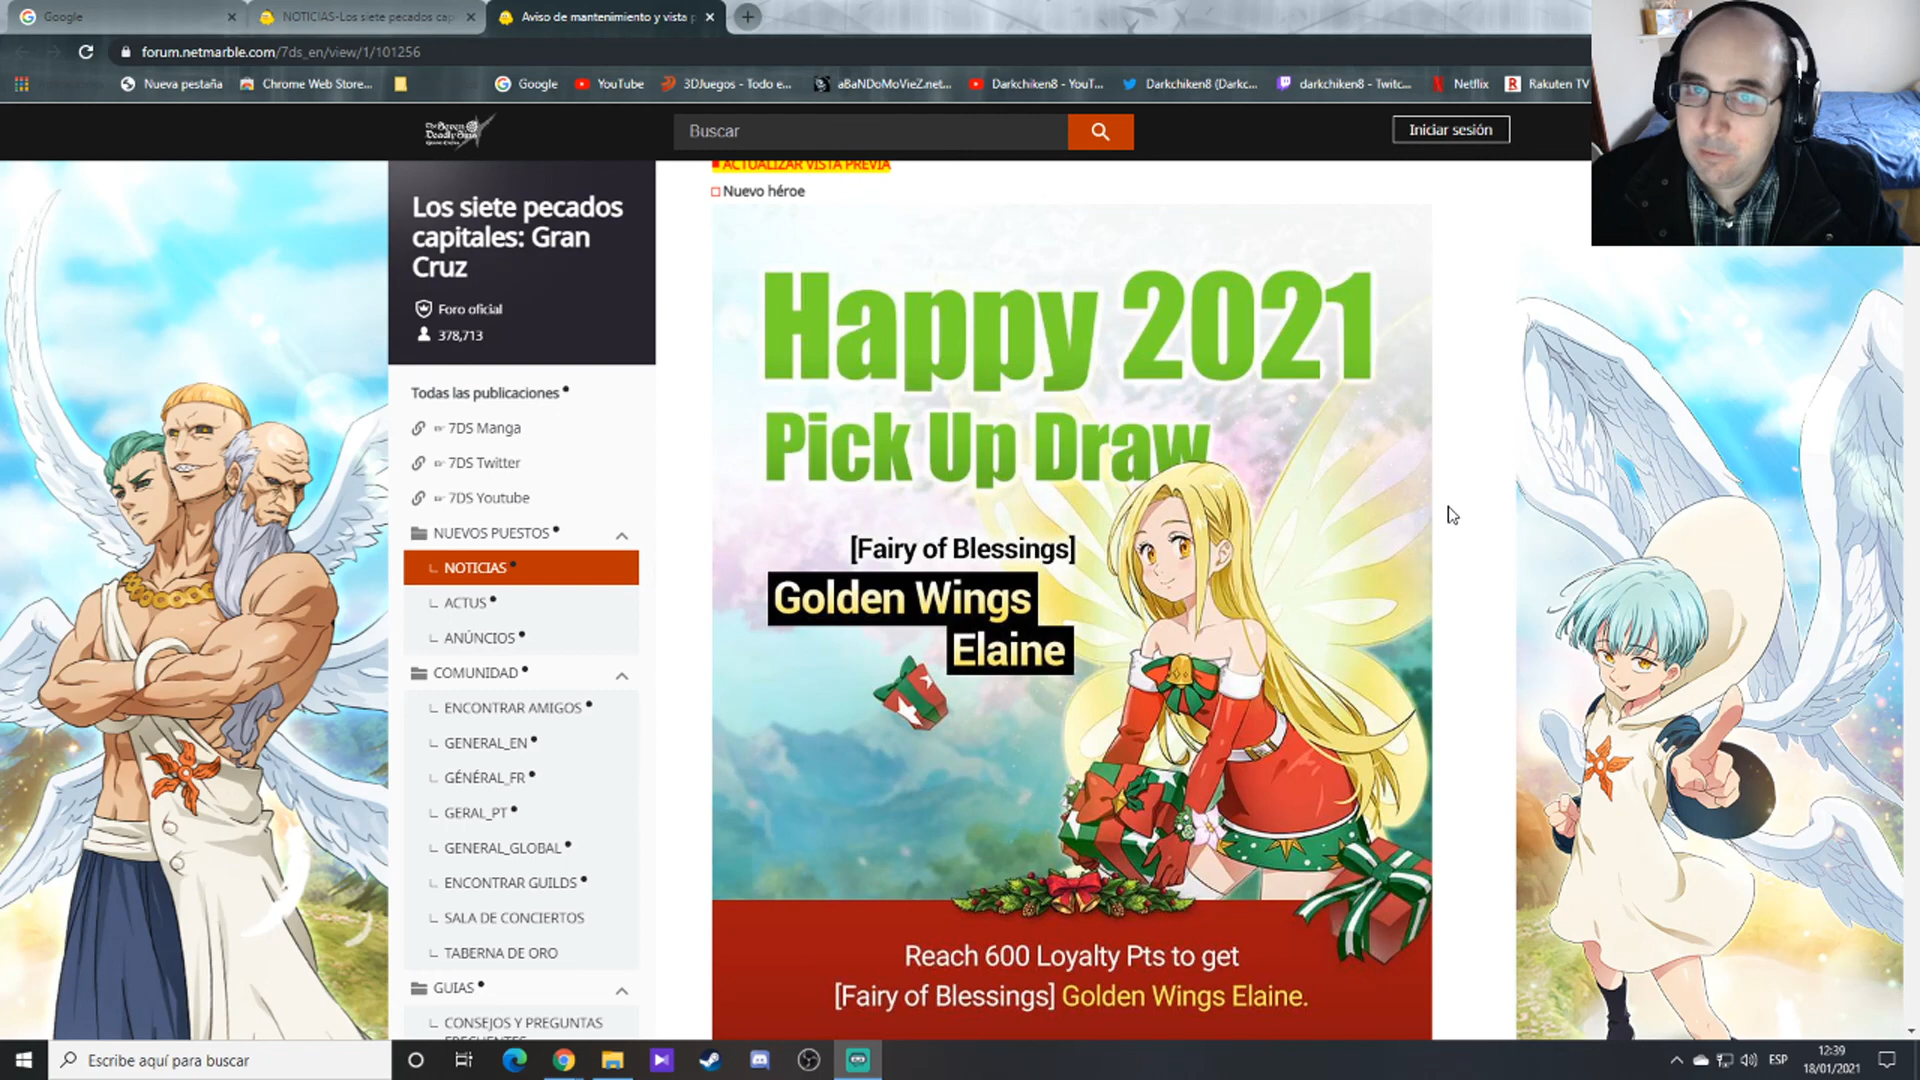 Google
NOTICIAS-Los siete pecados cap
Aviso de mantenimiento y vista p
forum.netmarble.com/7ds_en/view/1/101256
Nueva pestaña
Chrome Web Store...
Google
YouTube
3DJuegos - Todo e...
aBaNDoMoVieZ.net...
Darkchiken8 - YouT...
Darkchiken8 (Darkc...
darkchiken8 - Twitc...
Netflix
Rakuten TV
The Seven
Deadly Sins
Buscar
Iniciar sesión
ACTUALIZAR VISTA PREVIA
Nuevo héroe
Los siete pecados
capitales: Gran
Cruz
Foro oficial
378,713
Todas las publicaciones
7DS Manga
7DS Twitter
7DS Youtube
NUEVOS PUESTOS
NOTICIAS
ACTUS
ANÚNCIOS
COMUNIDAD
ENCONTRAR AMIGOS
GENERAL_EN
GÉNÉRAL_FR
GERAL_PT
GENERAL_GLOBAL
ENCONTRAR GUILDS
SALA DE CONCIERTOS
TABERNA DE ORO
GUIAS
CONSEJOS Y PREGUNTAS
FRECUENTES
Happy 2021
Pick Up Draw
[Fairy of Blessings]
Golden Wings
Elaine
Reach 600 Loyalty Pts to get
[Fairy of Blessings] Golden Wings Elaine.
Escribe aquí para buscar
ESP
12:39
18/01/2021